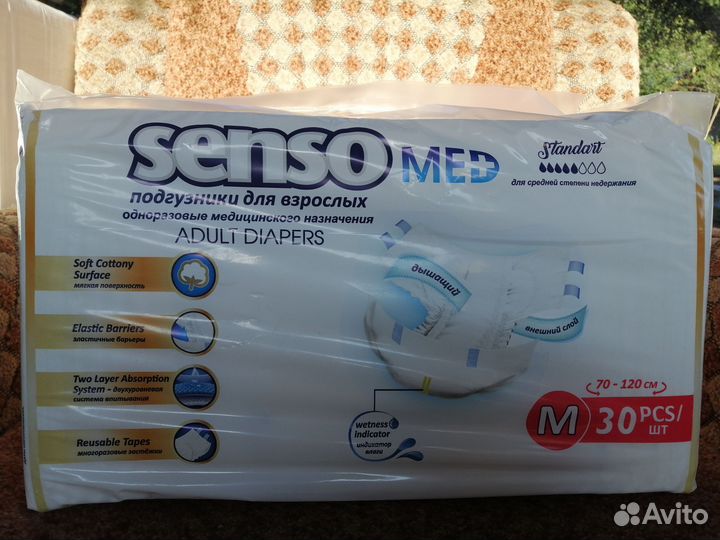 senso MED
Standart
для средней степени недержания
подгузники для взрослых
одноразовые медицинского назначения
ADULT DIAPERS
Soft Cottony
Surface
мягкая поверхность
Elastic Barriers
эластичные барьеры
Two Layer Absorption
System - двухуровневая
система впитывания
Reusable Tapes
многоразовые застёжки
дышащий
внешний слой
wetness
indicator
индикатор
влаги
70 - 120 см
M 30 PCS/
шт
Avito